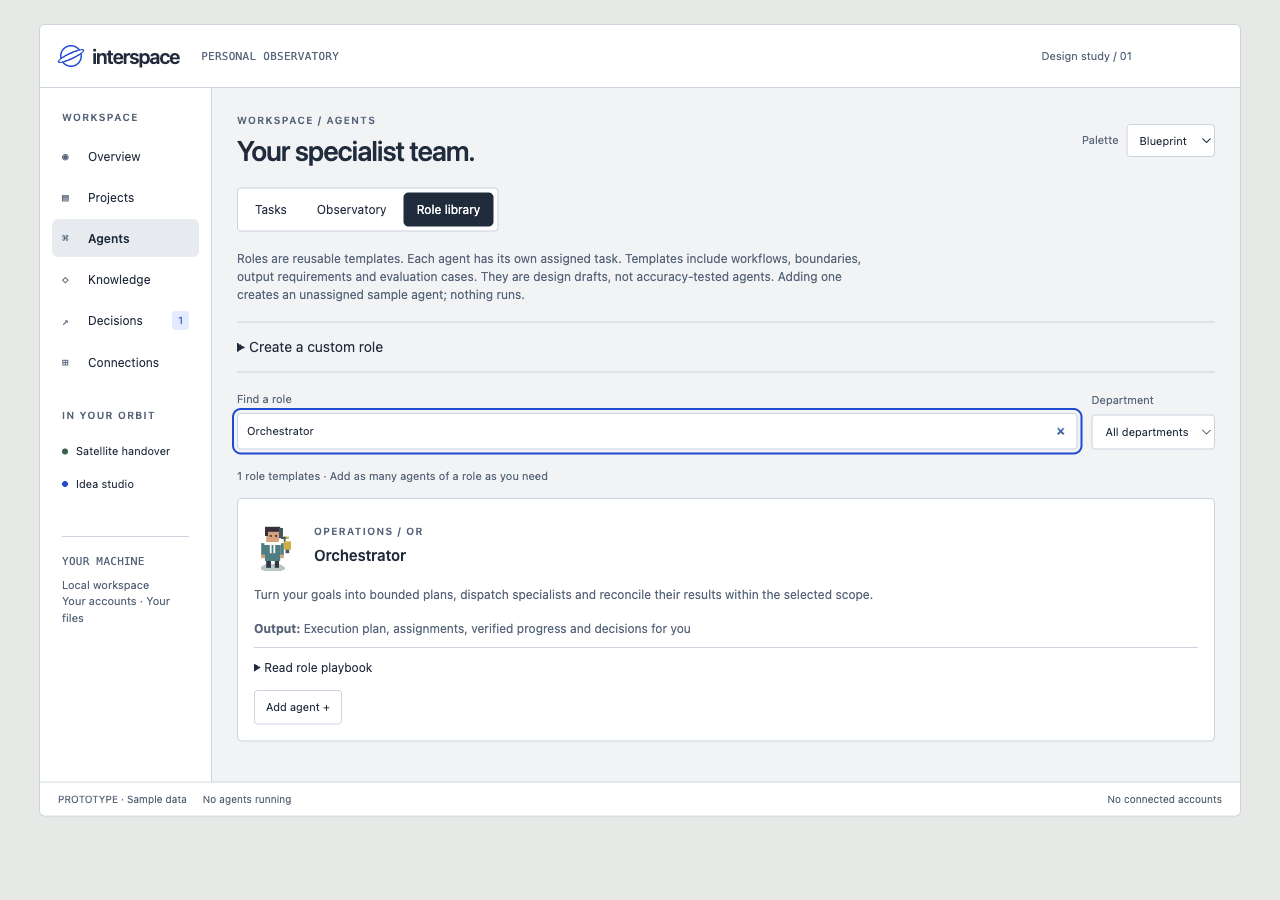 interspace
PERSONAL OBSERVATORY
Design study / 01
WORKSPACE
Overview
Projects
Agents
Knowledge
Decisions
1
Connections
IN YOUR ORBIT
Satellite handover
Idea studio
YOUR MACHINE
Local workspace
Your accounts · Your
files
WORKSPACE / AGENTS
Your specialist team.
Palette
Blueprint
Tasks
Observatory
Role library
Roles are reusable templates. Each agent has its own assigned task. Templates include workflows, boundaries,
output requirements and evaluation cases. They are design drafts, not accuracy-tested agents. Adding one
creates an unassigned sample agent; nothing runs.
Create a custom role
Find a role
Orchestrator
Department
All departments
1 role templates · Add as many agents of a role as you need
OPERATIONS / OR
Orchestrator
Turn your goals into bounded plans, dispatch specialists and reconcile their results within the selected scope.
Output: Execution plan, assignments, verified progress and decisions for you
Read role playbook
Add agent +
PROTOTYPE · Sample data
No agents running
No connected accounts